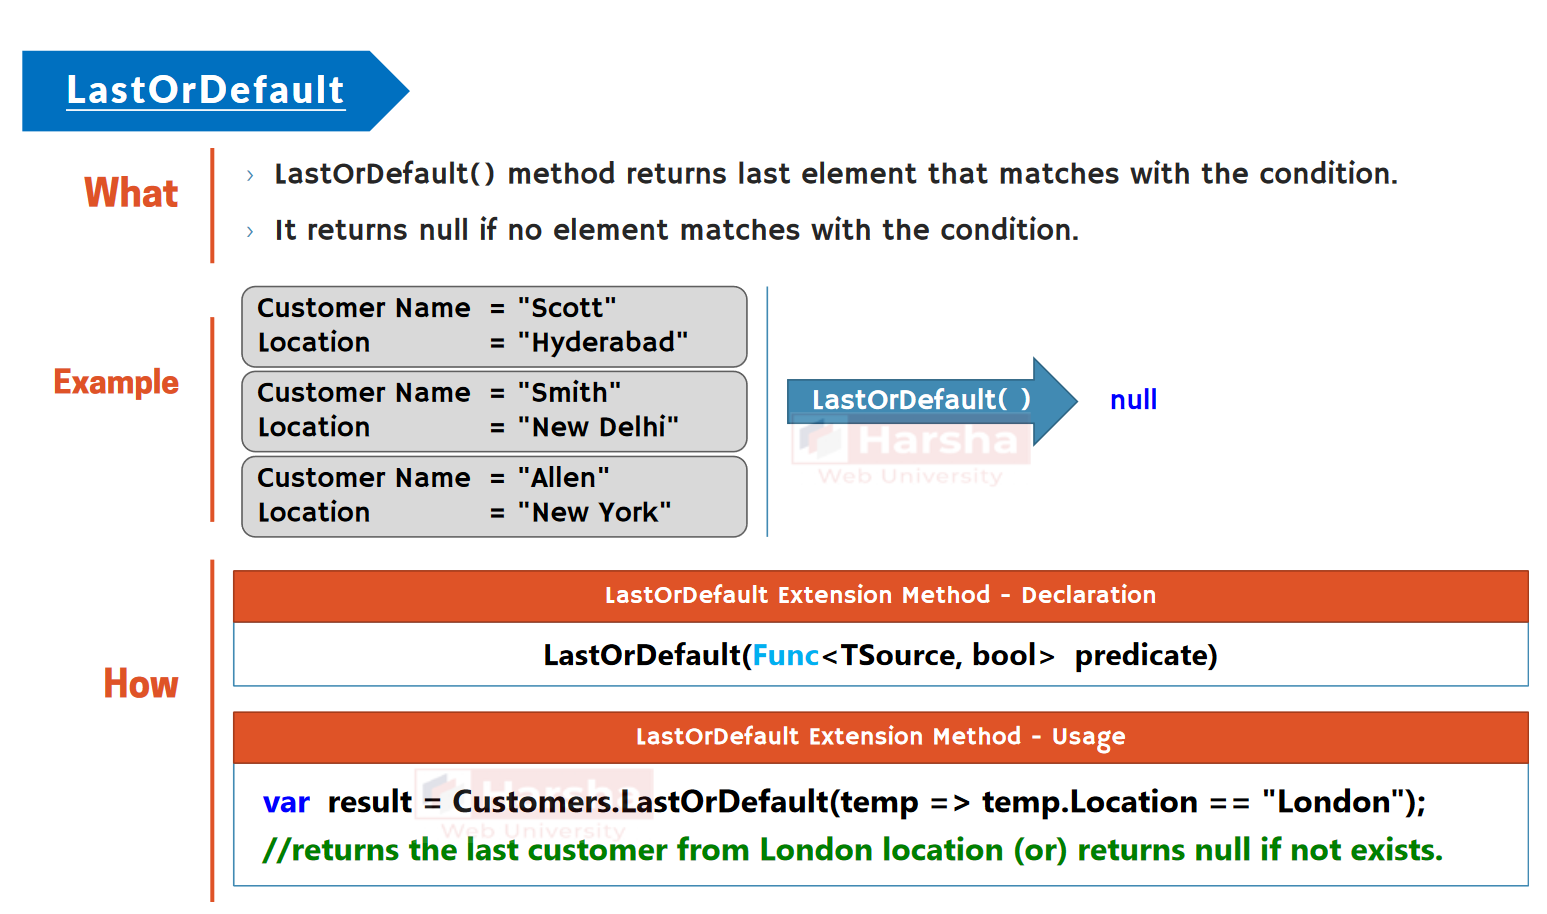 LastOrDefault
What
› LastOrDefault() method returns last element that matches with the condition.
› It returns null if no element matches with the condition.
Example
Customer Name = "Scott"
Location = "Hyderabad"
Customer Name = "Smith"
Location = "New Delhi"
Customer Name = "Allen"
Location = "New York"
LastOrDefault( )
null
Harsha
Web University
How
LastOrDefault Extension Method - Declaration
LastOrDefault(Func<TSource, bool> predicate)
LastOrDefault Extension Method - Usage
var result = Customers.LastOrDefault(temp => temp.Location == "London");
//returns the last customer from London location (or) returns null if not exists.
Harsha
Web University